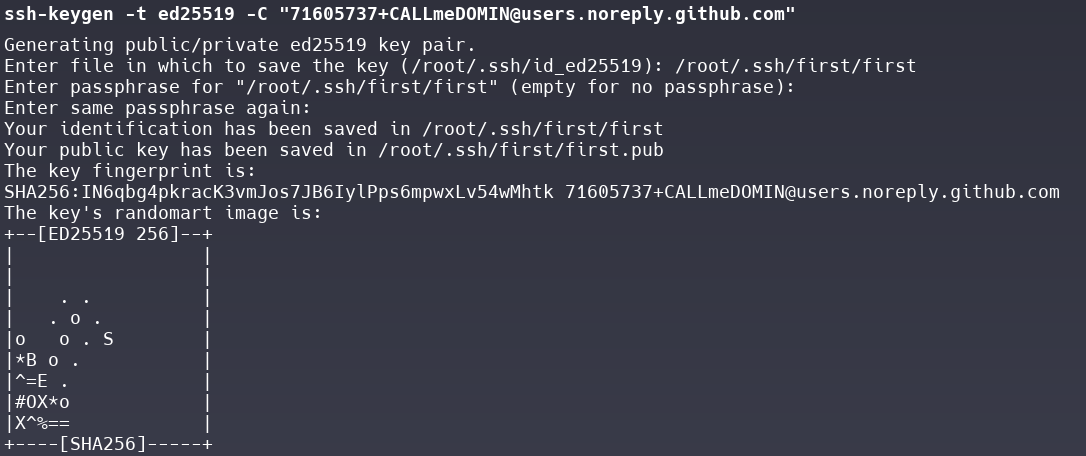 ssh-keygen -t ed25519 -C "71605737+CALLmeDOMIN@users.noreply.github.com"
Generating public/private ed25519 key pair.
Enter file in which to save the key (/root/.ssh/id_ed25519): /root/.ssh/first/first
Enter passphrase for "/root/.ssh/first/first" (empty for no passphrase):
Enter same passphrase again:
Your identification has been saved in /root/.ssh/first/first
Your public key has been saved in /root/.ssh/first/first.pub
The key fingerprint is:
SHA256:IN6qbg4pkracK3vmJos7JB6IylPps6mpwxLv54wMhtk 71605737+CALLmeDOMIN@users.noreply.github.com
The key's randomart image is:
+--[ED25519 256]--+
|                 |
|                 |
|    . .          |
|   . o .         |
|o   o . S        |
|*B o .           |
|^=E .            |
|#OX*o            |
|X^%==            |
+----[SHA256]-----+